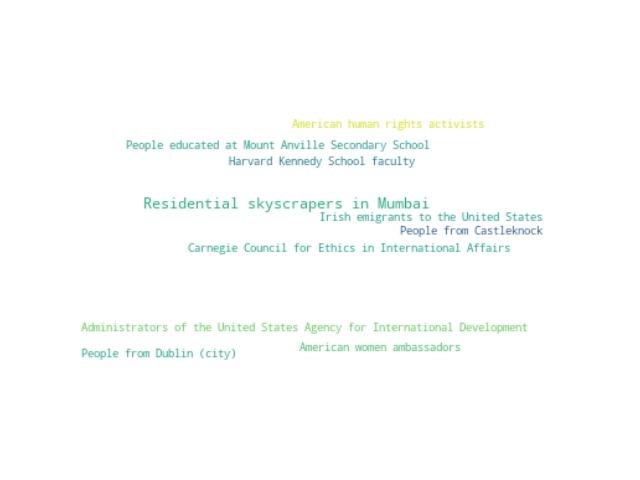 American human rights activists
People educated at Mount Anville Secondary School
Harvard Kennedy School faculty
Residential skyscrapers in Mumbai
Irish emigrants to the United States
People from Castleknock
Carnegie Council for Ethics in International Affairs
Administrators of the United States Agency for International Development
American women ambassadors
People from Dublin (city)